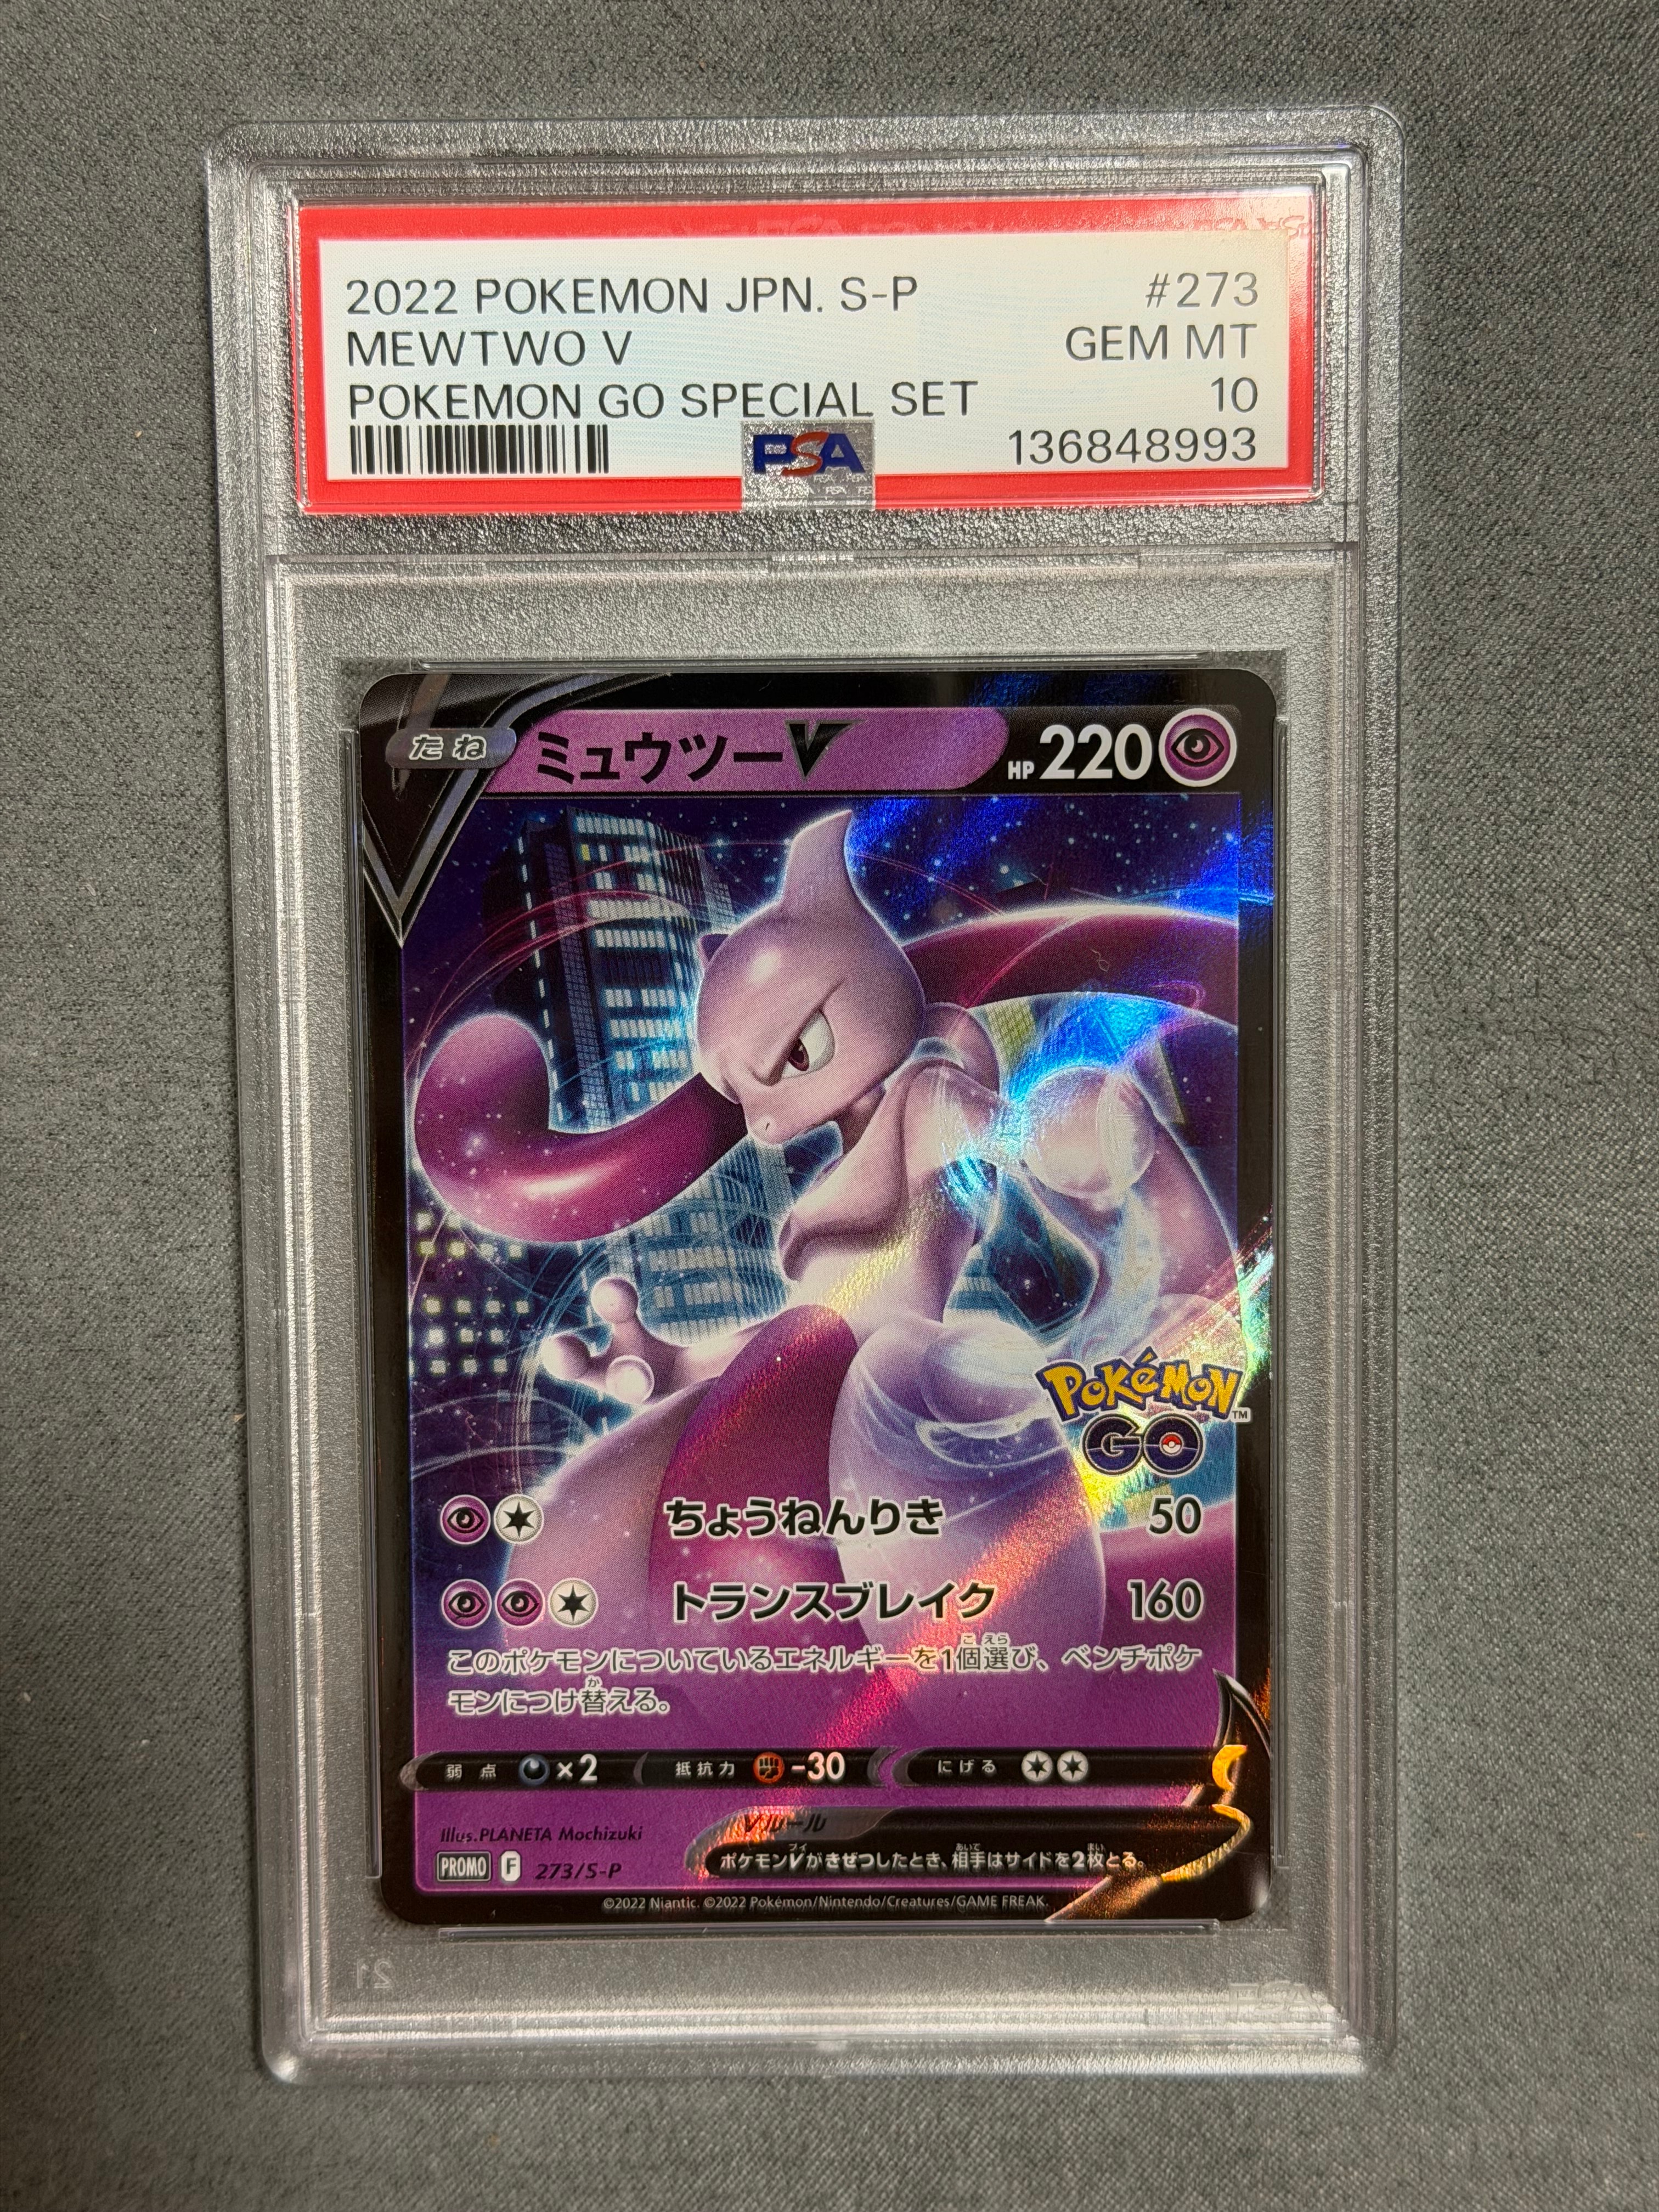 2022 POKEMON JPN. S-P #273
MEWTWO V GEM MT
POKEMON GO SPECIAL SET 10
PSA 136848993
たね ミュウツーV HP 220
Pokémon™
GO
ちょうねんりき 50
トランスブレイク 160
このポケモンについているエネルギーを1個選び、ベンチポケ
モンにつけ替える。
弱点 ×2 抵抗力 -30 にげる
Illus.PLANETA Mochizuki
Vルール
PROMO F 273/S-P
ポケモンVがきぜつしたとき、相手はサイドを2枚とる。
©2022 Niantic. ©2022 Pokémon/Nintendo/Creatures/GAME FREAK.
21 PSA